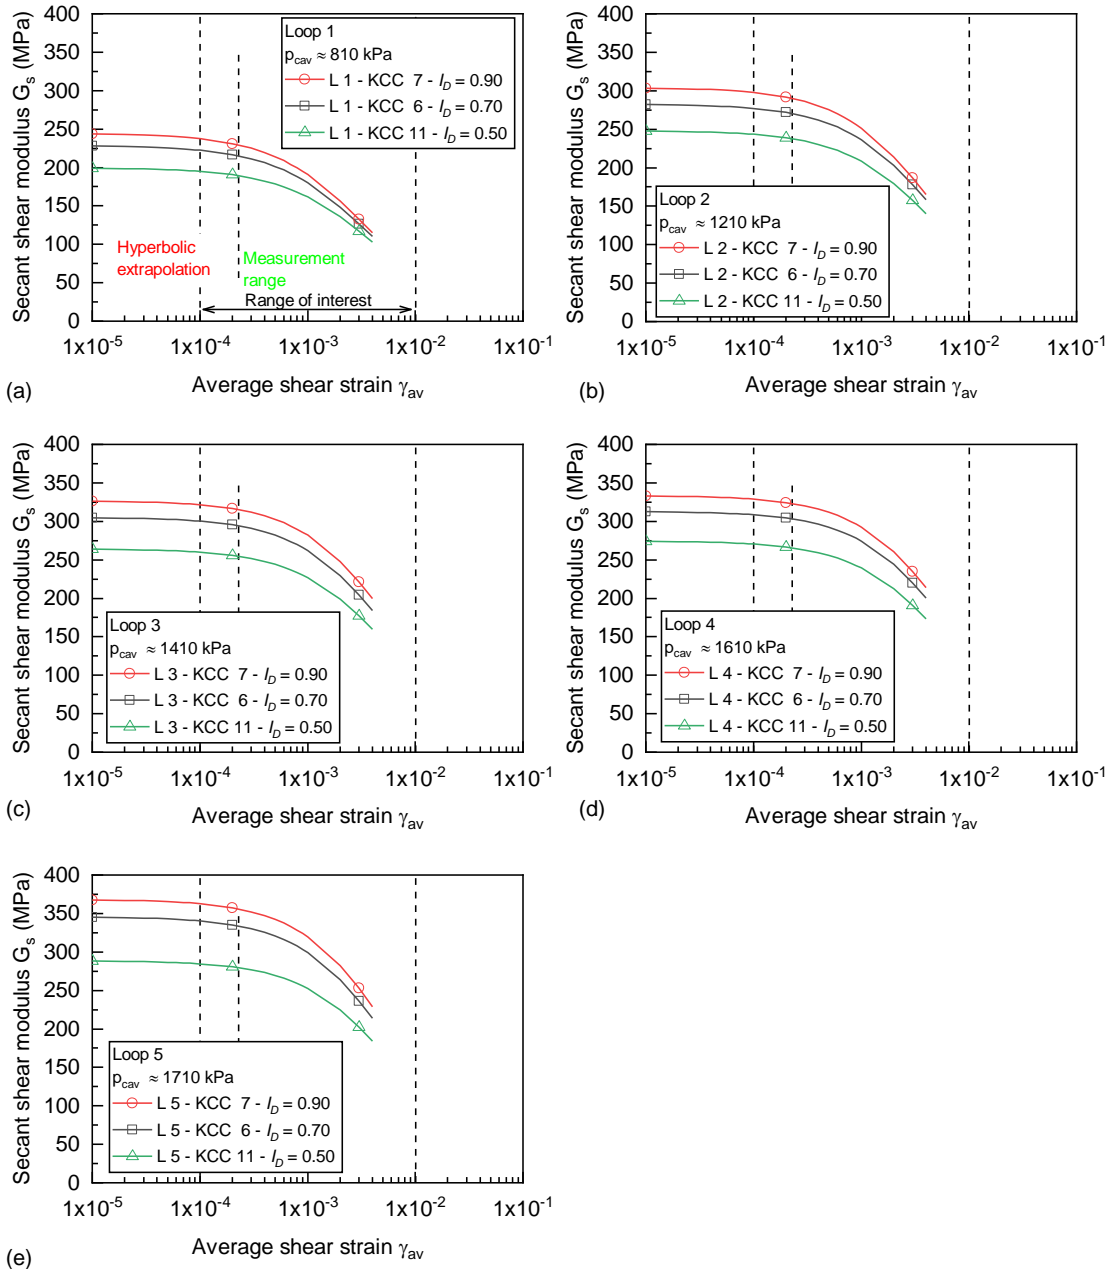 400
350
300
250
200
150
100
50
0
Secant shear modulus Gs (MPa)
Loop 1
pcav ≈ 810 kPa
L 1 - KCC 7 - ID = 0.90
L 1 - KCC 6 - ID = 0.70
L 1 - KCC 11 - ID = 0.50
Hyperbolic
extrapolation
Measurement
range
Range of interest
1x10-5 1x10-4 1x10-3 1x10-2 1x10-1
Average shear strain γav
(a)
400
350
300
250
200
150
100
50
0
Secant shear modulus Gs (MPa)
Loop 2
pcav ≈ 1210 kPa
L 2 - KCC 7 - ID = 0.90
L 2 - KCC 6 - ID = 0.70
L 2 - KCC 11 - ID = 0.50
1x10-5 1x10-4 1x10-3 1x10-2 1x10-1
Average shear strain γav
(b)
400
350
300
250
200
150
100
50
0
Secant shear modulus Gs (MPa)
Loop 3
pcav ≈ 1410 kPa
L 3 - KCC 7 - ID = 0.90
L 3 - KCC 6 - ID = 0.70
L 3 - KCC 11 - ID = 0.50
1x10-5 1x10-4 1x10-3 1x10-2 1x10-1
Average shear strain γav
(c)
400
350
300
250
200
150
100
50
0
Secant shear modulus Gs (MPa)
Loop 4
pcav ≈ 1610 kPa
L 4 - KCC 7 - ID = 0.90
L 4 - KCC 6 - ID = 0.70
L 4 - KCC 11 - ID = 0.50
1x10-5 1x10-4 1x10-3 1x10-2 1x10-1
Average shear strain γav
(d)
400
350
300
250
200
150
100
50
0
Secant shear modulus Gs (MPa)
Loop 5
pcav ≈ 1710 kPa
L 5 - KCC 7 - ID = 0.90
L 5 - KCC 6 - ID = 0.70
L 5 - KCC 11 - ID = 0.50
1x10-5 1x10-4 1x10-3 1x10-2 1x10-1
Average shear strain γav
(e)